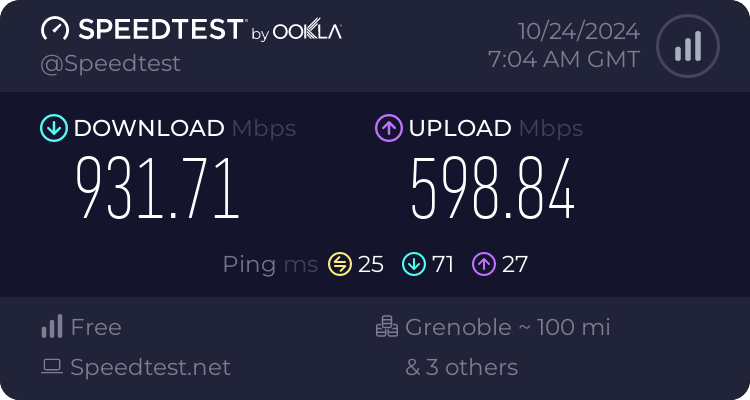 SPEEDTEST by OOKLA
@Speedtest
10/24/2024
7:04 AM GMT
DOWNLOAD Mbps
931.71
UPLOAD Mbps
598.84
Ping ms 25 71 27
Free
Speedtest.net
Grenoble ~ 100 mi
& 3 others